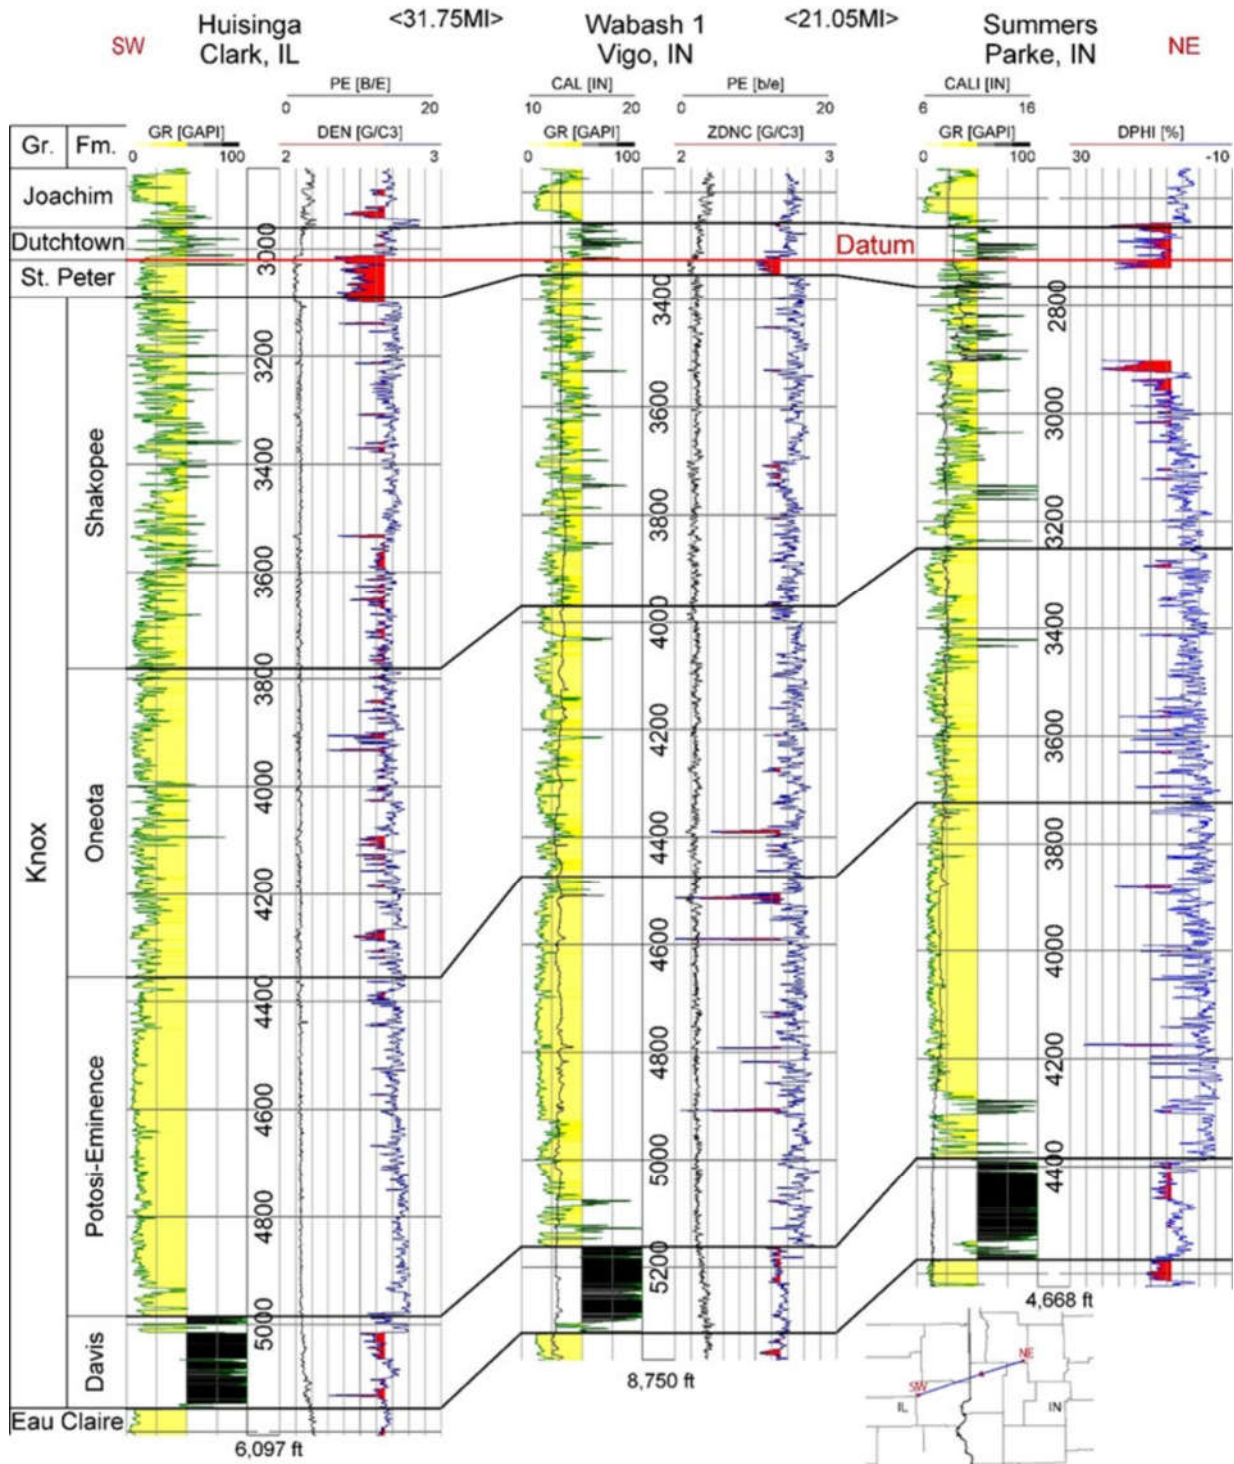 SW
Huisinga
Clark, IL
<31.75MI>
Wabash 1
Vigo, IN
<21.05MI>
Summers
Parke, IN
NE
PE [B/E]
0 20
CAL [IN]
10 20
PE [b/e]
0 20
CALI [IN]
6 16
Gr. Fm.
GR [GAPI]
0 100
DEN [G/C3]
2 3
GR [GAPI]
0 100
ZDNC [G/C3]
2 3
GR [GAPI]
0 100
DPHI [%]
30 -10
Joachim
Dutchtown
St. Peter
Knox
Shakopee
Oneota
Potosi-Eminence
Davis
Eau Claire
Datum
3000
3200
3400
3600
3800
4000
4200
4400
4600
4800
5000
6,097 ft
3400
3600
3800
4000
4200
4400
4600
4800
5000
5200
8,750 ft
2800
3000
3200
3400
3600
3800
4000
4200
4400
4,668 ft
SW
NE
IL
IN